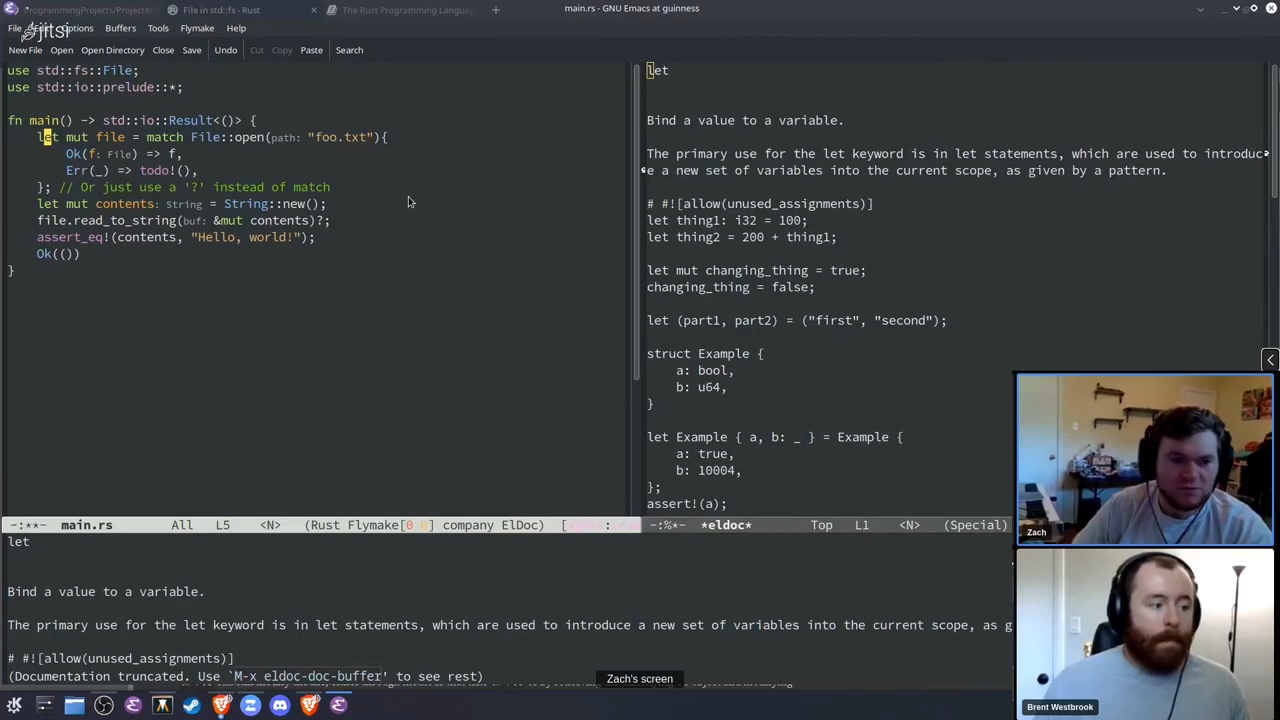 ProgrammingProjects/Project
File in std::fs - Rust
The Rust Programming Langua
main.rs - GNU Emacs at guinness
File
Options
Buffers
Tools
Flymake
Help
jitsi
New File
Open
Open Directory
Close
Save
Undo
Cut
Copy
Paste
Search
use std::fs::File;
use std::io::prelude::*;
fn main() -> std::io::Result<()> {
let mut file = match File::open(path: "foo.txt"){
Ok(f: File) => f,
Err(_) => todo!(),
}; // Or just use a '?' instead of match
let mut contents: String = String::new();
file.read_to_string(buf: &mut contents)?;
assert_eq!(contents, "Hello, world!");
Ok(())
}
-:**- main.rs All L5 <N> (Rust Flymake[0 0] company ElDoc) [
let
Bind a value to a variable.
The primary use for the let keyword is in let statements, which are used to introduc
e a new set of variables into the current scope, as given by a pattern.
# #![allow(unused_assignments)]
let thing1: i32 = 100;
let thing2 = 200 + thing1;
let mut changing_thing = true;
changing_thing = false;
let (part1, part2) = ("first", "second");
struct Example {
a: bool,
b: u64,
}
let Example { a, b: _ } = Example {
a: true,
b: 10004,
};
assert!(a);
-:%*- *eldoc* Top L1 <N> (Special)
let
Bind a value to a variable.
The primary use for the let keyword is in let statements, which are used to introduce a new set of variables into the current scope, as g
# #![allow(unused_assignments)]
(Documentation truncated. Use `M-x eldoc-doc-buffer' to see rest)
Zach's screen
Zach
Brent Westbrook